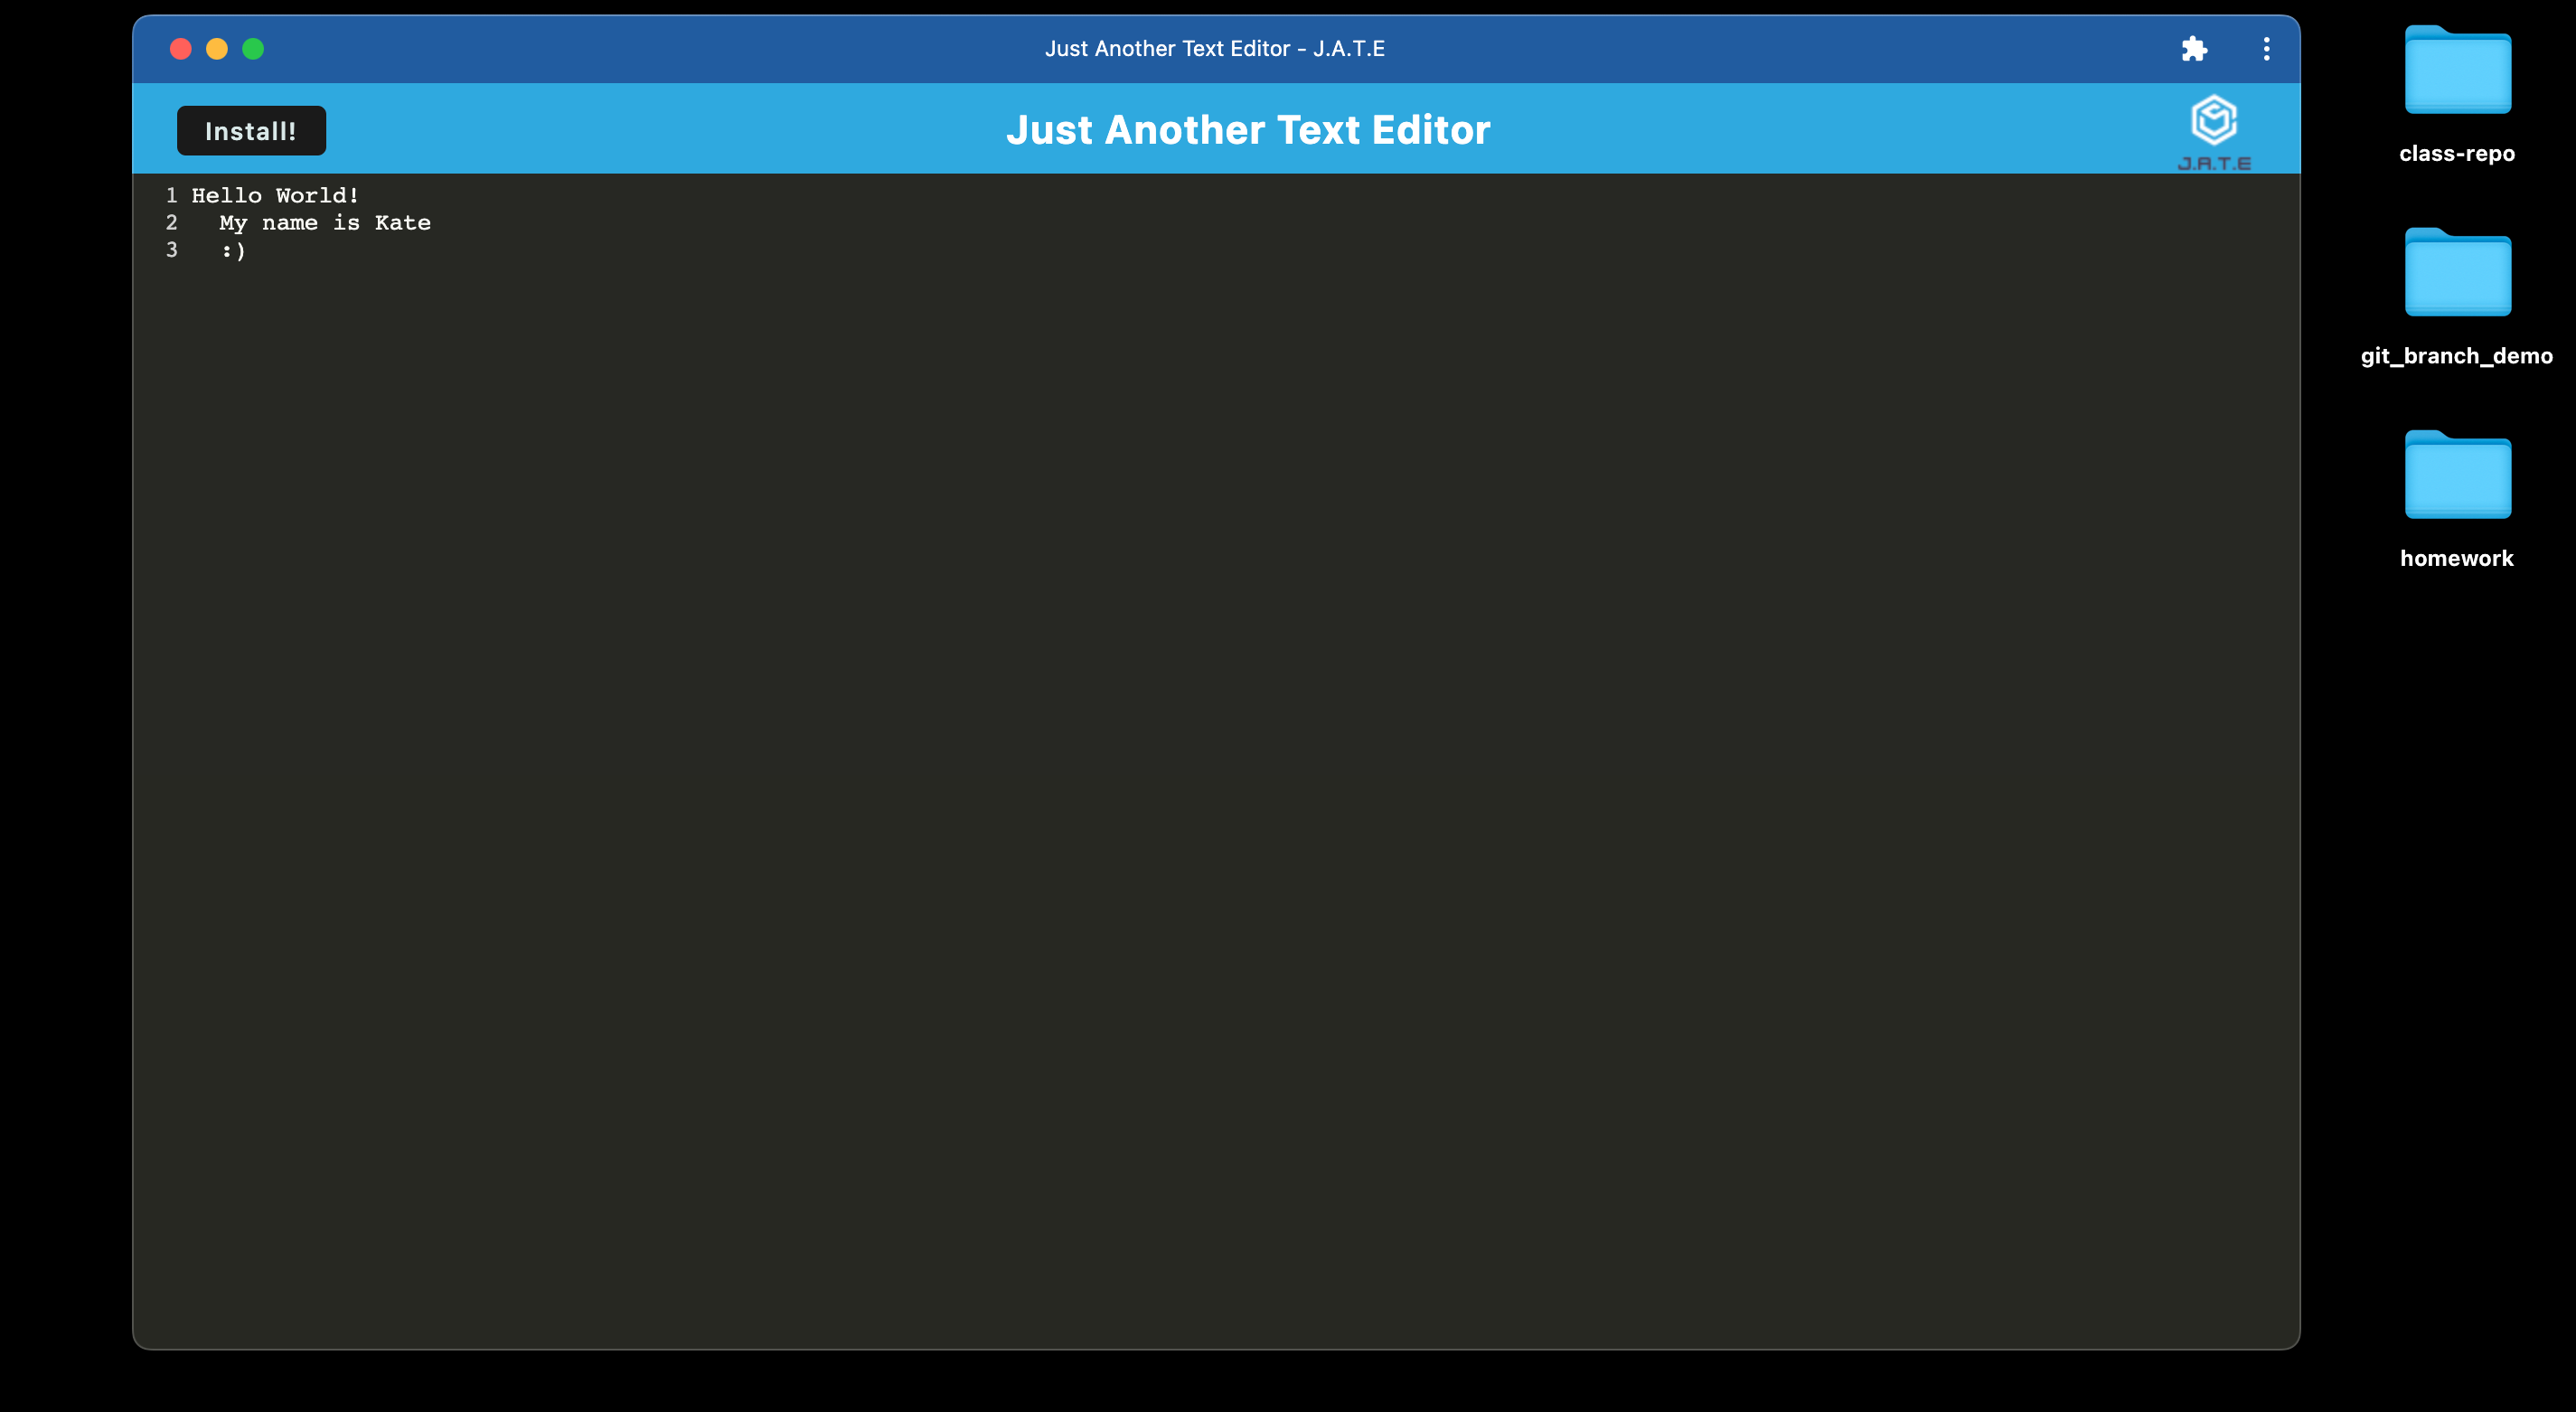 Just Another Text Editor - J.A.T.E
Install!
Just Another Text Editor
J.A.T.E
1 Hello World!
2   My name is Kate
3   :)
class-repo
git_branch_demo
homework